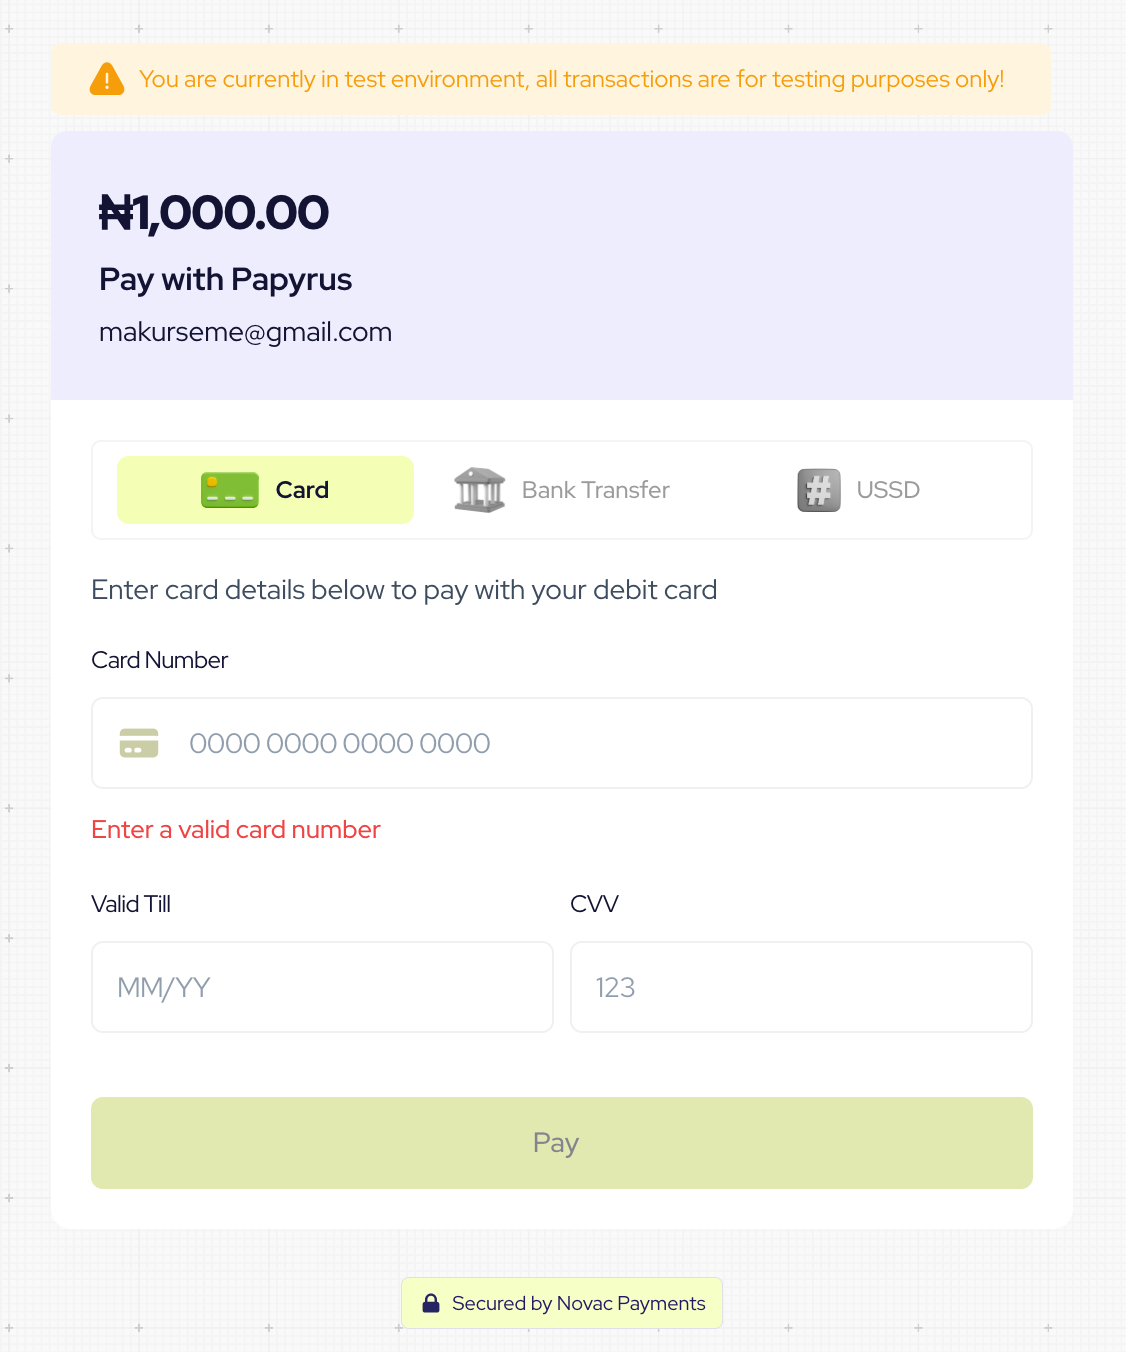 You are currently in test environment, all transactions are for testing purposes only!
₦1,000.00
Pay with Papyrus
makurseme@gmail.com
Card
Bank Transfer
#
USSD
Enter card details below to pay with your debit card
Card Number
0000 0000 0000 0000
Enter a valid card number
Valid Till
CVV
MM/YY
123
Pay
Secured by Novac Payments